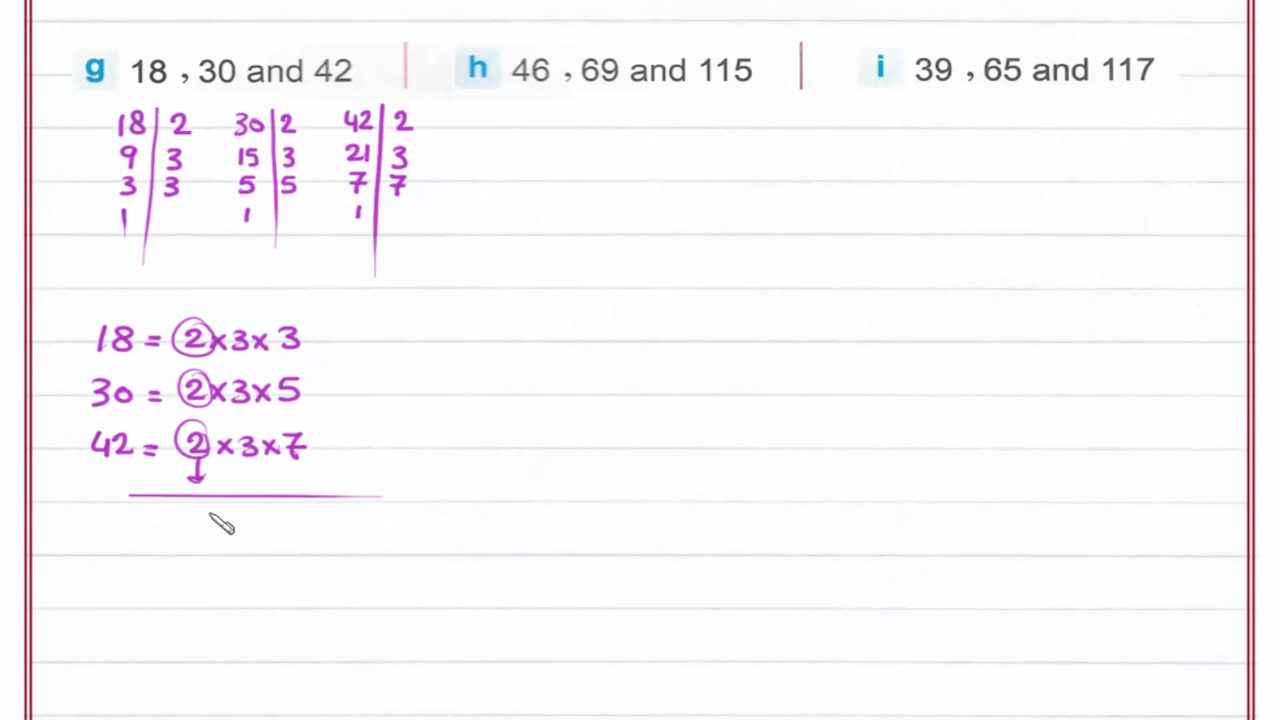 g 18 , 30 and 42
h 46 , 69 and 115
i 39 , 65 and 117
18 2 30 2 42 2
9 3 15 3 21 3
3 3 5 5 7 7
1 1 1
18 = 2×3×3
30 = 2×3×5
42 = 2×3×7